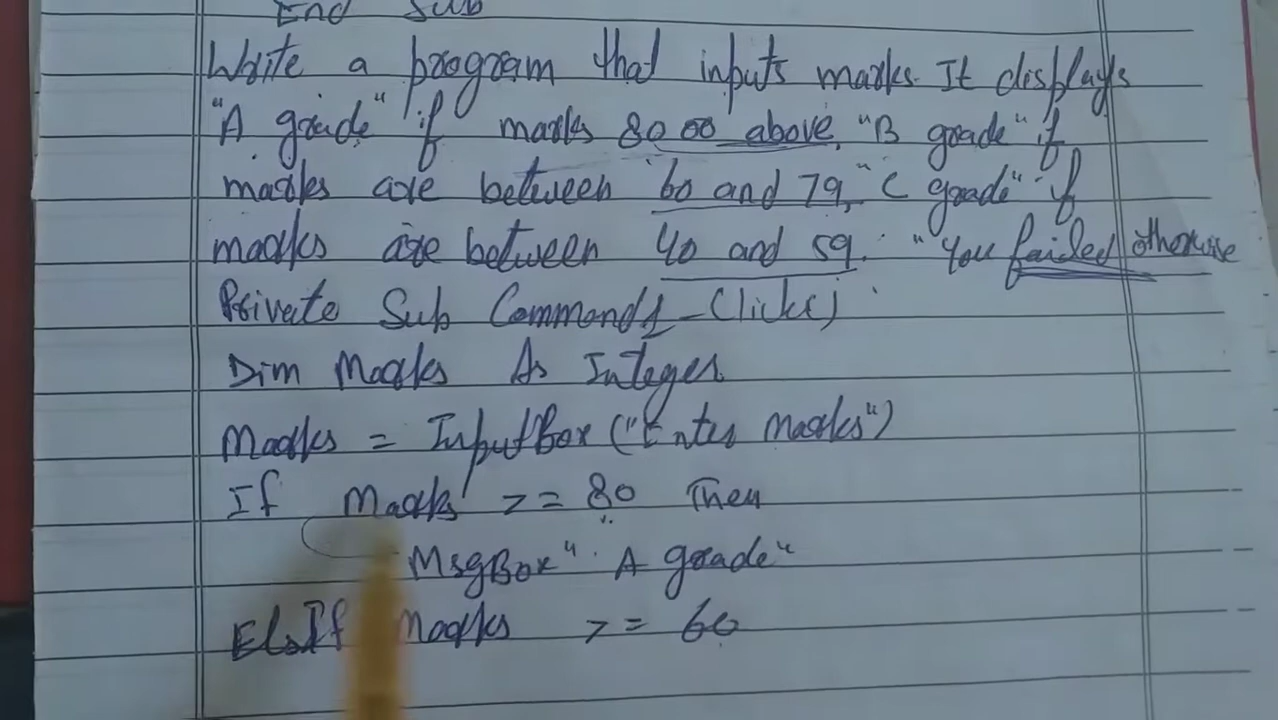 End Sub
Write a program that inputs marks. It displays
"A grade" if marks 80 or above, "B grade" if
marks are between 60 and 79, "C grade" if
marks are between 40 and 59. "You failed otherwise
Private Sub Command1_Click()
Dim Marks As Integer
Marks = InputBox ("Enter Marks")
If Marks >= 80 Then
MsgBox "A grade"
ElseIf Marks >= 60